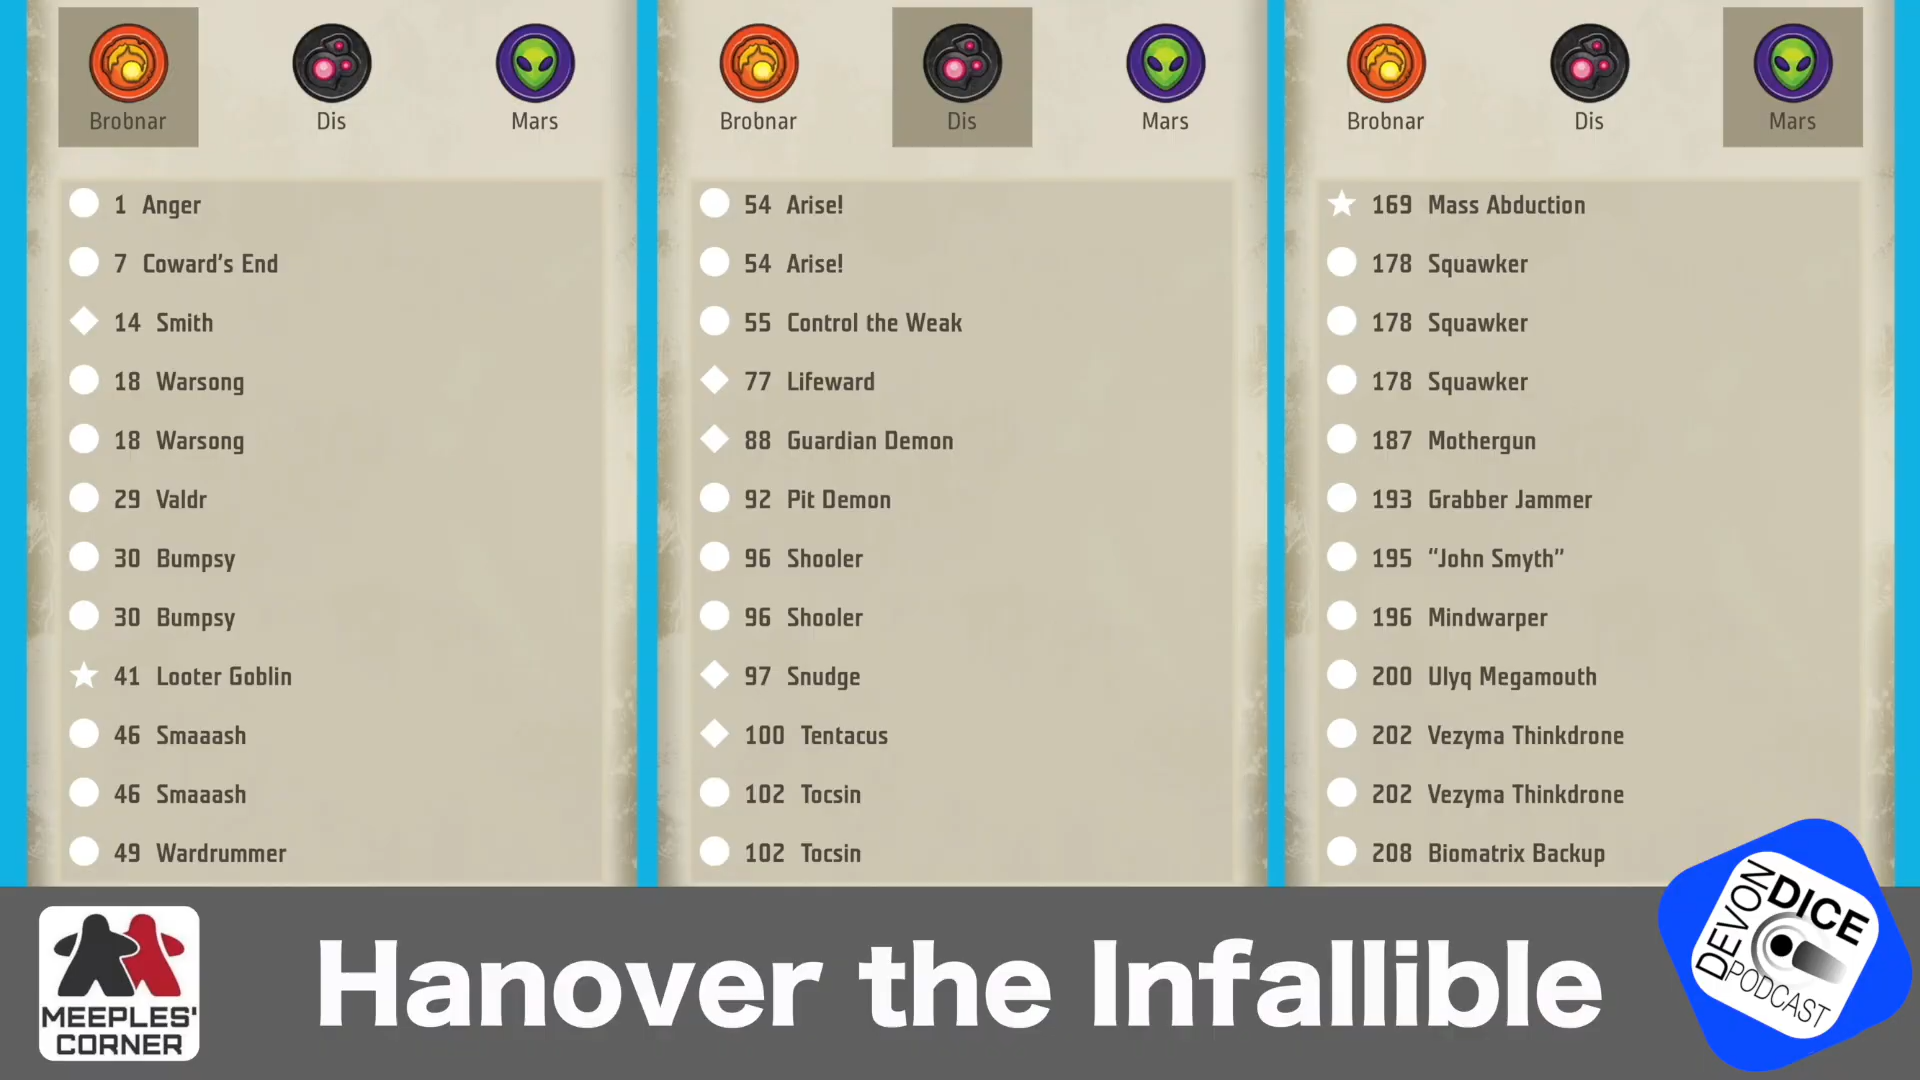 Brobnar Dis Mars
1 Anger
7 Coward's End
14 Smith
18 Warsong
18 Warsong
29 Valdr
30 Bumpsy
30 Bumpsy
41 Looter Goblin
46 Smaaash
46 Smaaash
49 Wardrummer
Brobnar Dis Mars
54 Arise!
54 Arise!
55 Control the Weak
77 Lifeward
88 Guardian Demon
92 Pit Demon
96 Shooler
96 Shooler
97 Snudge
100 Tentacus
102 Tocsin
102 Tocsin
Brobnar Dis Mars
169 Mass Abduction
178 Squawker
178 Squawker
178 Squawker
187 Mothergun
193 Grabber Jammer
195 “John Smyth”
196 Mindwarper
200 Ulyq Megamouth
202 Vezyma Thinkdrone
202 Vezyma Thinkdrone
208 Biomatrix Backup
MEEPLES'
CORNER
Hanover the Infallible
DEVON
DICE
PODCAST